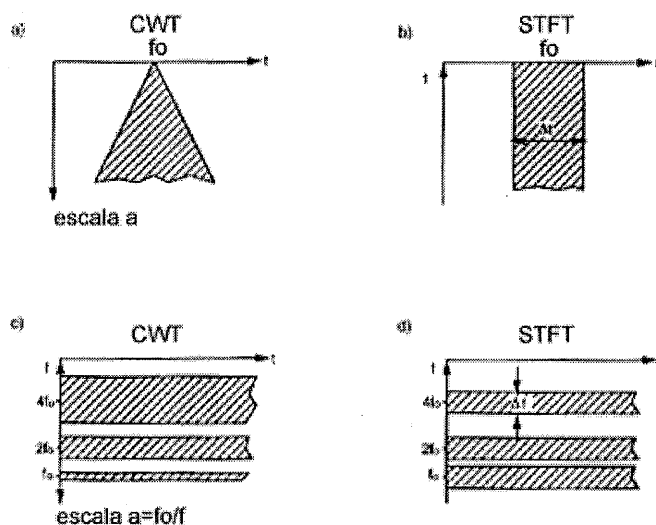 a)
CWT
fo
t
escala a
b)
STFT
fo
f
Δt
c)
CWT
t
f
4fo
2fo
fo
escala a=fo/f
d)
STFT
f
4fo
Δf
2fo
fo